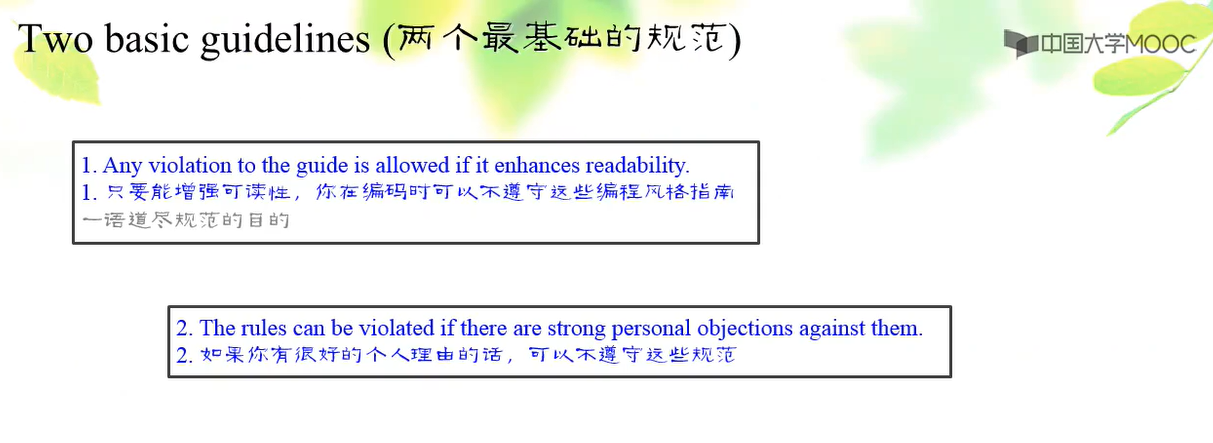 Two basic guidelines (两个最基础的规范)
中国大学MOOC
1. Any violation to the guide is allowed if it enhances readability.
1. 只要能增强可读性，你在编码时可以不遵守这些编程风格指南
一语道尽规范的目的
2. The rules can be violated if there are strong personal objections against them.
2. 如果你有很好的个人理由的话，可以不遵守这些规范